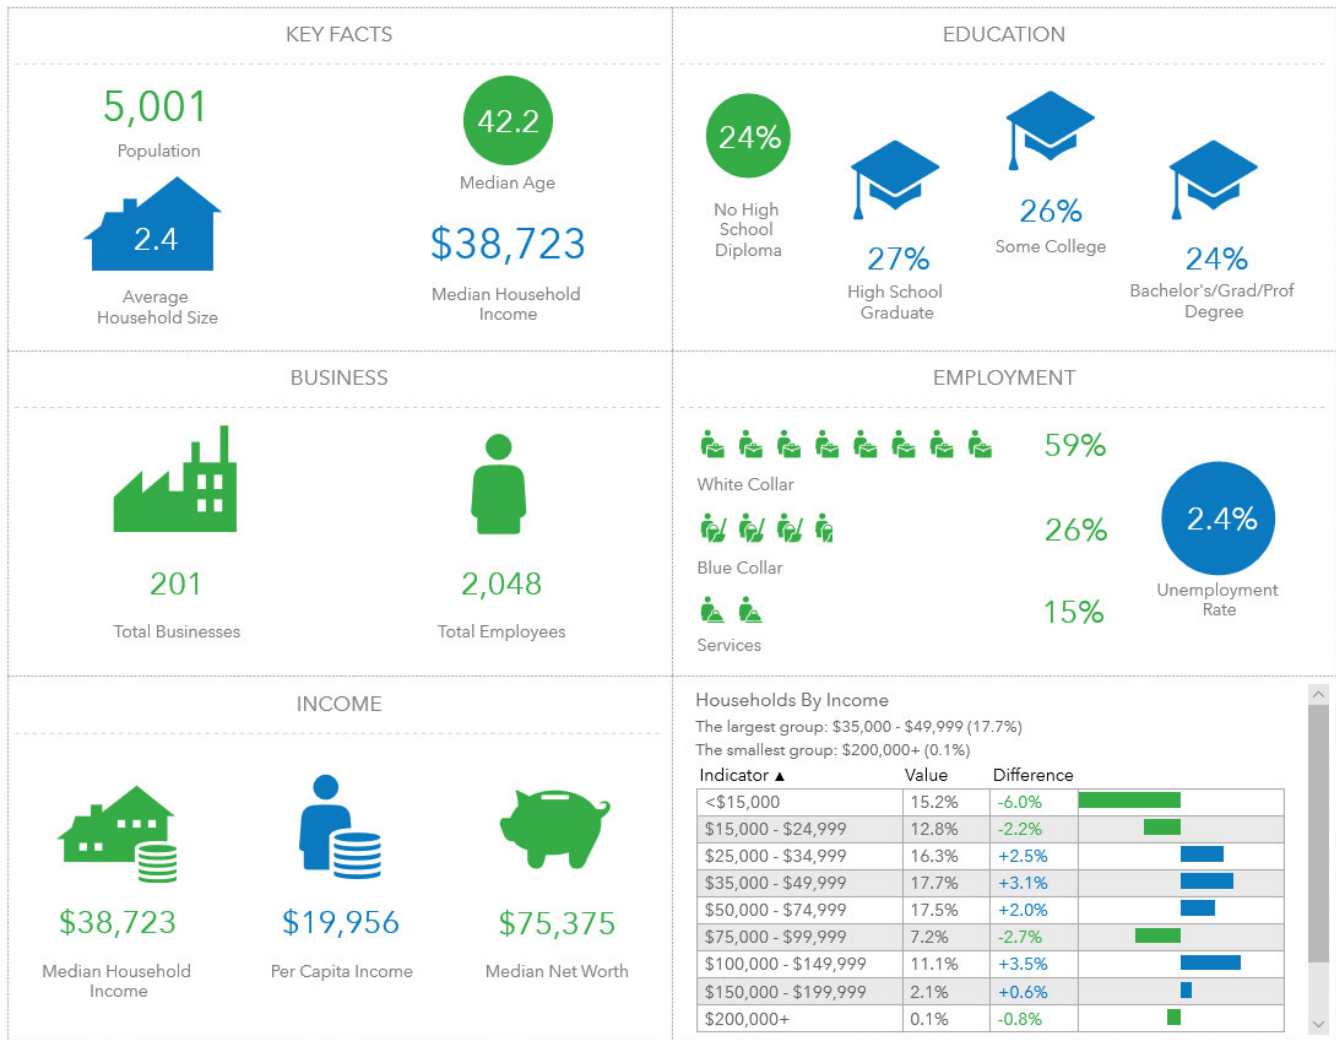 KEY FACTS
5,001
Population
42.2
Median Age
2.4
Average
Household Size
$38,723
Median Household
Income
EDUCATION
24%
No High
School
Diploma
27%
High School
Graduate
26%
Some College
24%
Bachelor's/Grad/Prof
Degree
BUSINESS
201
Total Businesses
2,048
Total Employees
EMPLOYMENT
59%
White Collar
26%
Blue Collar
15%
Services
2.4%
Unemployment
Rate
INCOME
$38,723
Median Household
Income
$19,956
Per Capita Income
$75,375
Median Net Worth
Households By Income
The largest group: $35,000 - $49,999 (17.7%)
The smallest group: $200,000+ (0.1%)
Indicator ▲ Value Difference
<$15,000 15.2% -6.0%
$15,000 - $24,999 12.8% -2.2%
$25,000 - $34,999 16.3% +2.5%
$35,000 - $49,999 17.7% +3.1%
$50,000 - $74,999 17.5% +2.0%
$75,000 - $99,999 7.2% -2.7%
$100,000 - $149,999 11.1% +3.5%
$150,000 - $199,999 2.1% +0.6%
$200,000+ 0.1% -0.8%